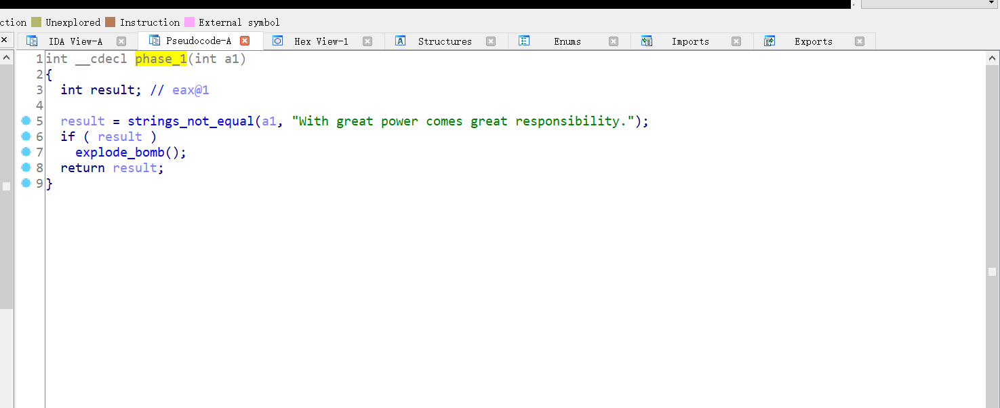 ction Unexplored Instruction External symbol
IDA View-A Pseudocode-A Hex View-1 Structures Enums Imports Exports
1 int __cdecl phase_1(int a1)
2 {
3   int result; // eax@1
4
5   result = strings_not_equal(a1, "With great power comes great responsibility.");
6   if ( result )
7     explode_bomb();
8   return result;
9 }